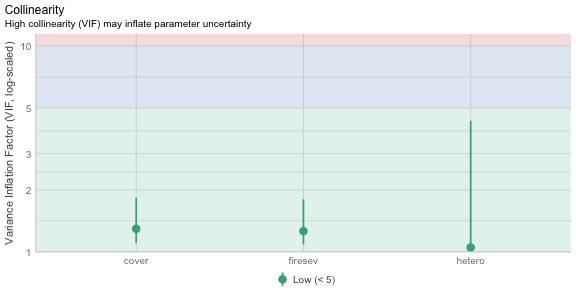 Collinearity
High collinearity (VIF) may inflate parameter uncertainty
Variance Inflation Factor (VIF, log-scaled)
10
5
3
2
1
cover firesev hetero
Low (< 5)